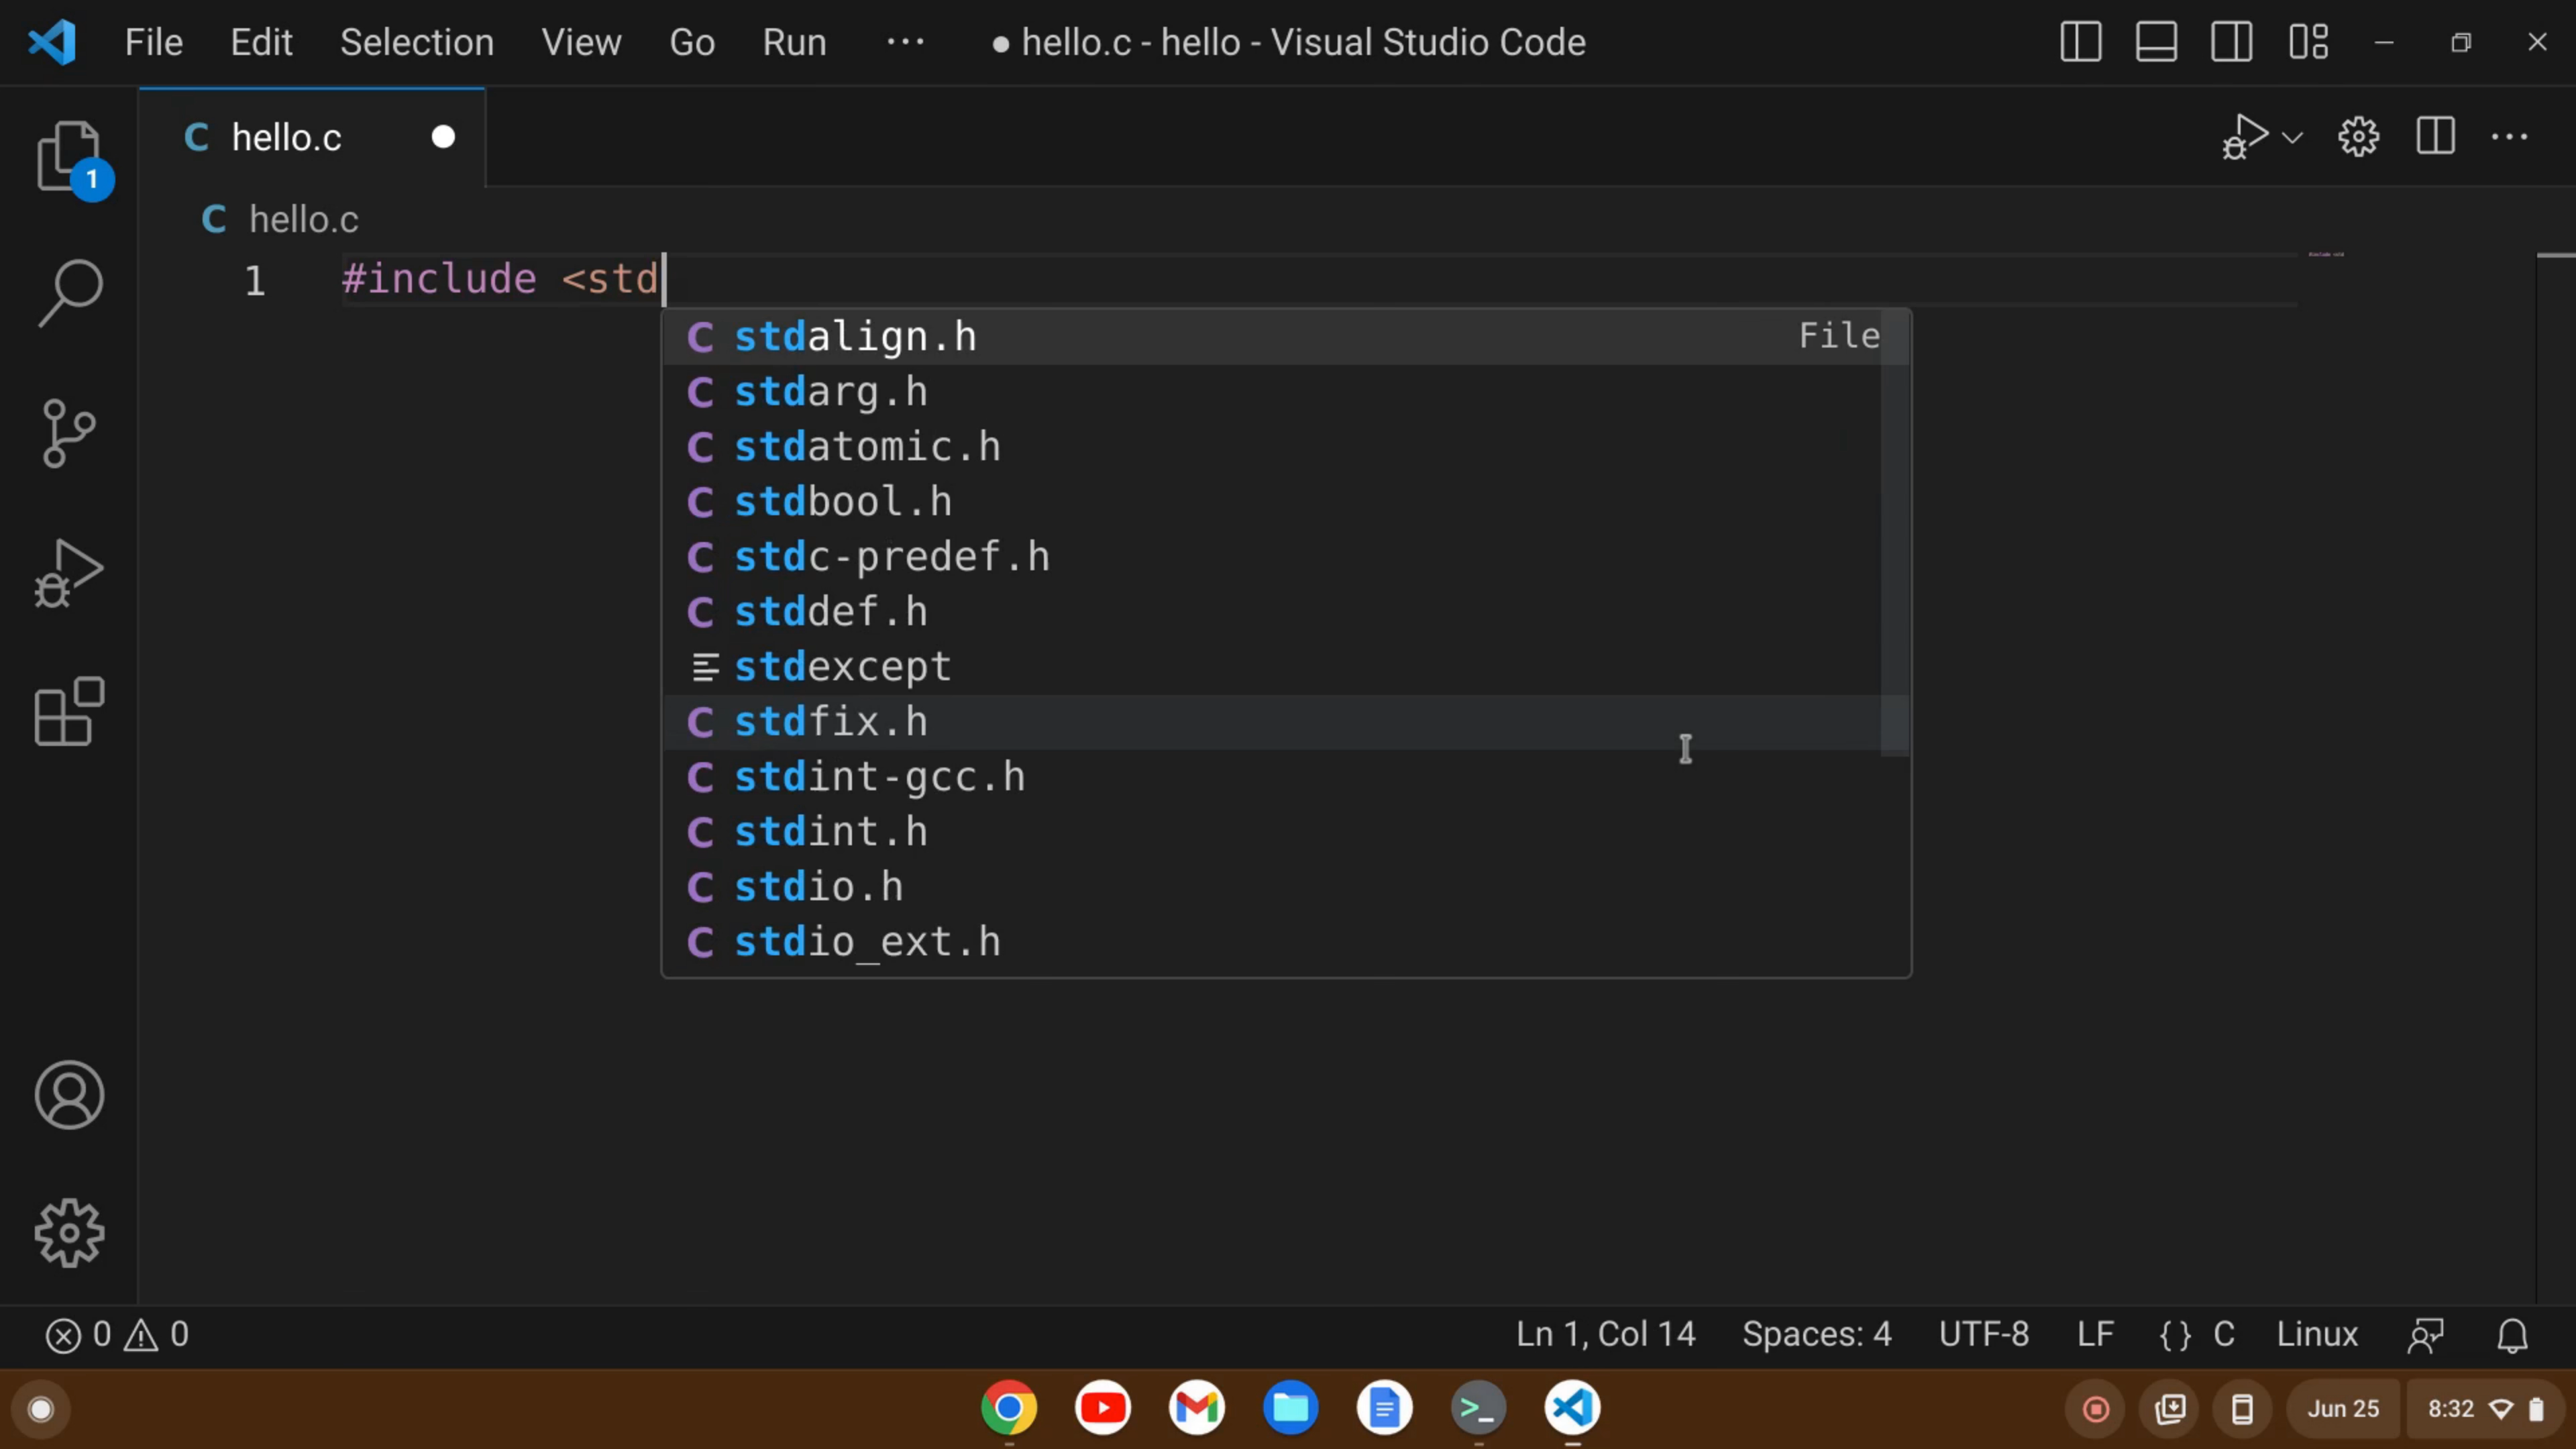 File Edit Selection View Go Run ··· ● hello.c - hello - Visual Studio Code
C hello.c
1
C hello.c
1 #include <std
C stdalign.h File
C stdarg.h
C stdatomic.h
C stdbool.h
C stdc-predef.h
C stddef.h
stdexcept
C stdfix.h
C stdint-gcc.h
C stdint.h
C stdio.h
C stdio_ext.h
0 0 Ln 1, Col 14 Spaces: 4 UTF-8 LF {} C Linux
>_ Jun 25 8:32